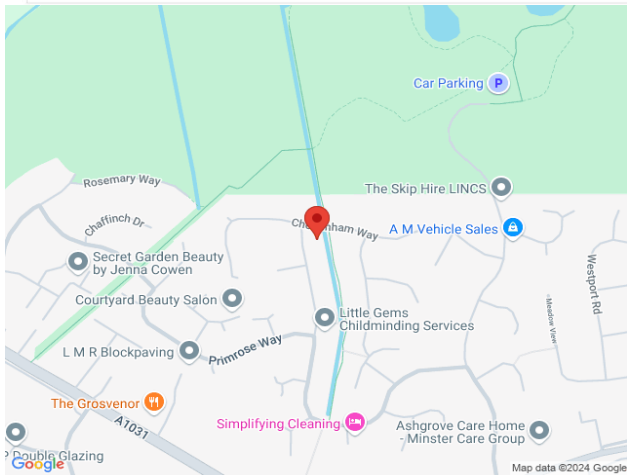 Car Parking
P
Rosemary Way
The Skip Hire LINCS
Chaffinch Dr
A M Vehicle Sales
Secret Garden Beauty
by Jenna Cowen
Courtyard Beauty Salon
Westport Rd
Meadow View
Little Gems
Childminding Services
Primrose Way
L M R Blockpaving
The Grosvenor
A1031
Simplifying Cleaning
Ashgrove Care Home
- Minster Care Group
Double Glazing
Google
Map data ©2024 Google